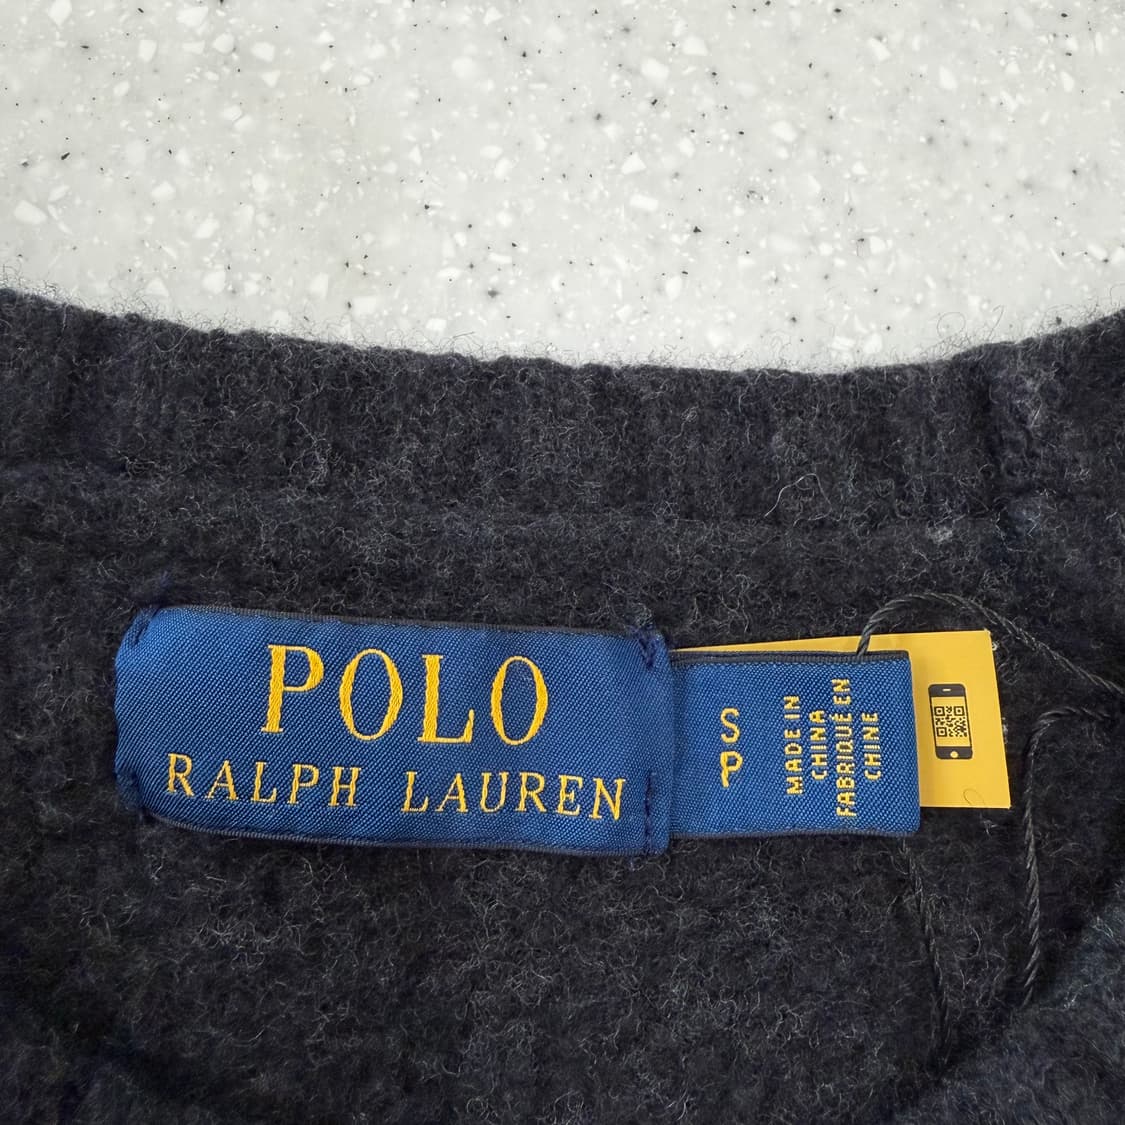 POLO
RALPH LAUREN
S
P
MADE IN
CHINA
FABRIQUÉ EN
CHINE